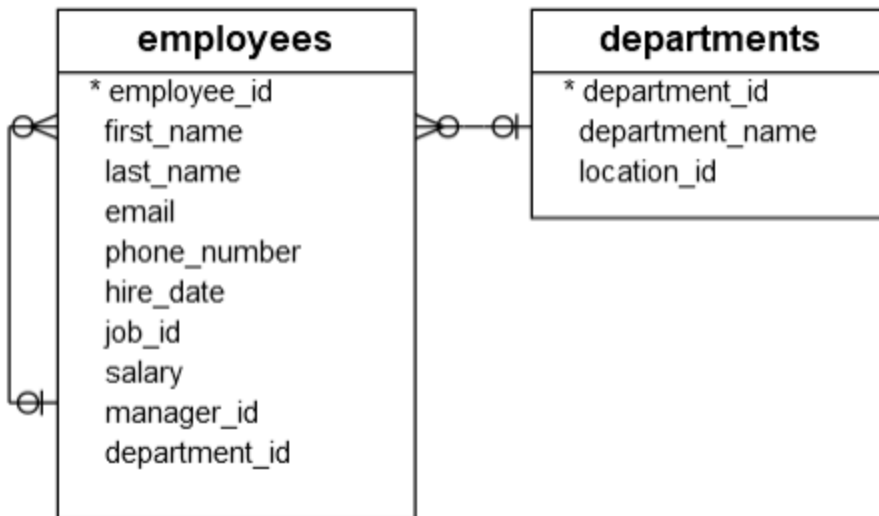 employees
* employee_id
first_name
last_name
email
phone_number
hire_date
job_id
salary
manager_id
department_id
departments
* department_id
department_name
location_id